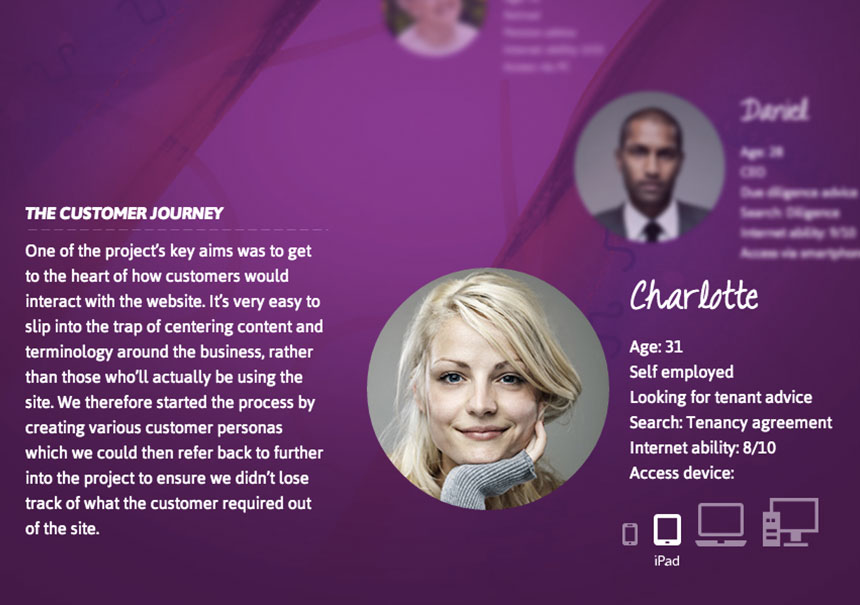 Daniel
Age: 28
CEO
Due diligence advice
Search: Diligence
Internet ability: 9/10
Access via smartphon
THE CUSTOMER JOURNEY
One of the project's key aims was to get
to the heart of how customers would
interact with the website. It's very easy to
slip into the trap of centering content and
terminology around the business, rather
than those who'll actually be using the
site. We therefore started the process by
creating various customer personas
which we could then refer back to further
into the project to ensure we didn't lose
track of what the customer required out
of the site.
Charlotte
Age: 31
Self employed
Looking for tenant advice
Search: Tenancy agreement
Internet ability: 8/10
Access device:
iPad